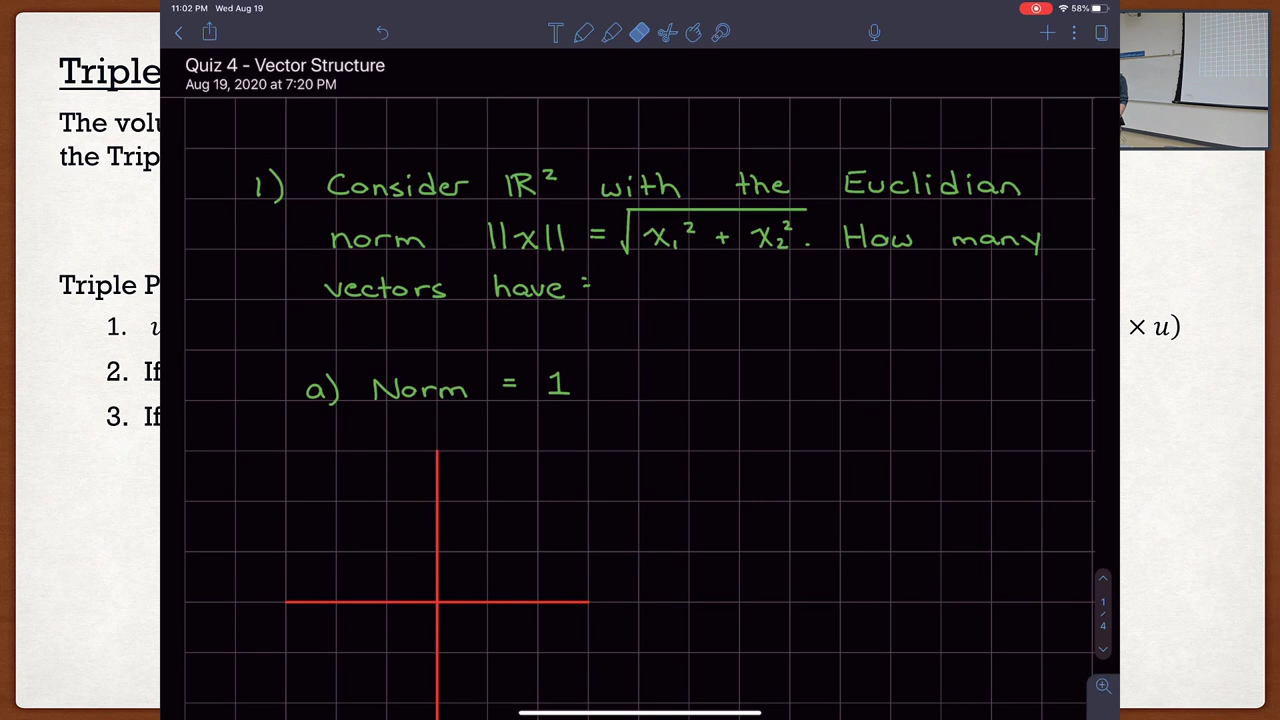 11:02 PM Wed Aug 19
58%
Quiz 4 - Vector Structure
Aug 19, 2020 at 7:20 PM
Triple
The volu
the Trip
Triple P
1. u
2. If
3. If
× u)
1) Consider ℝ² with the Euclidian
norm ||x|| = √(x₁² + x₂²). How many
vectors have :
a) Norm = 1
1
/
4